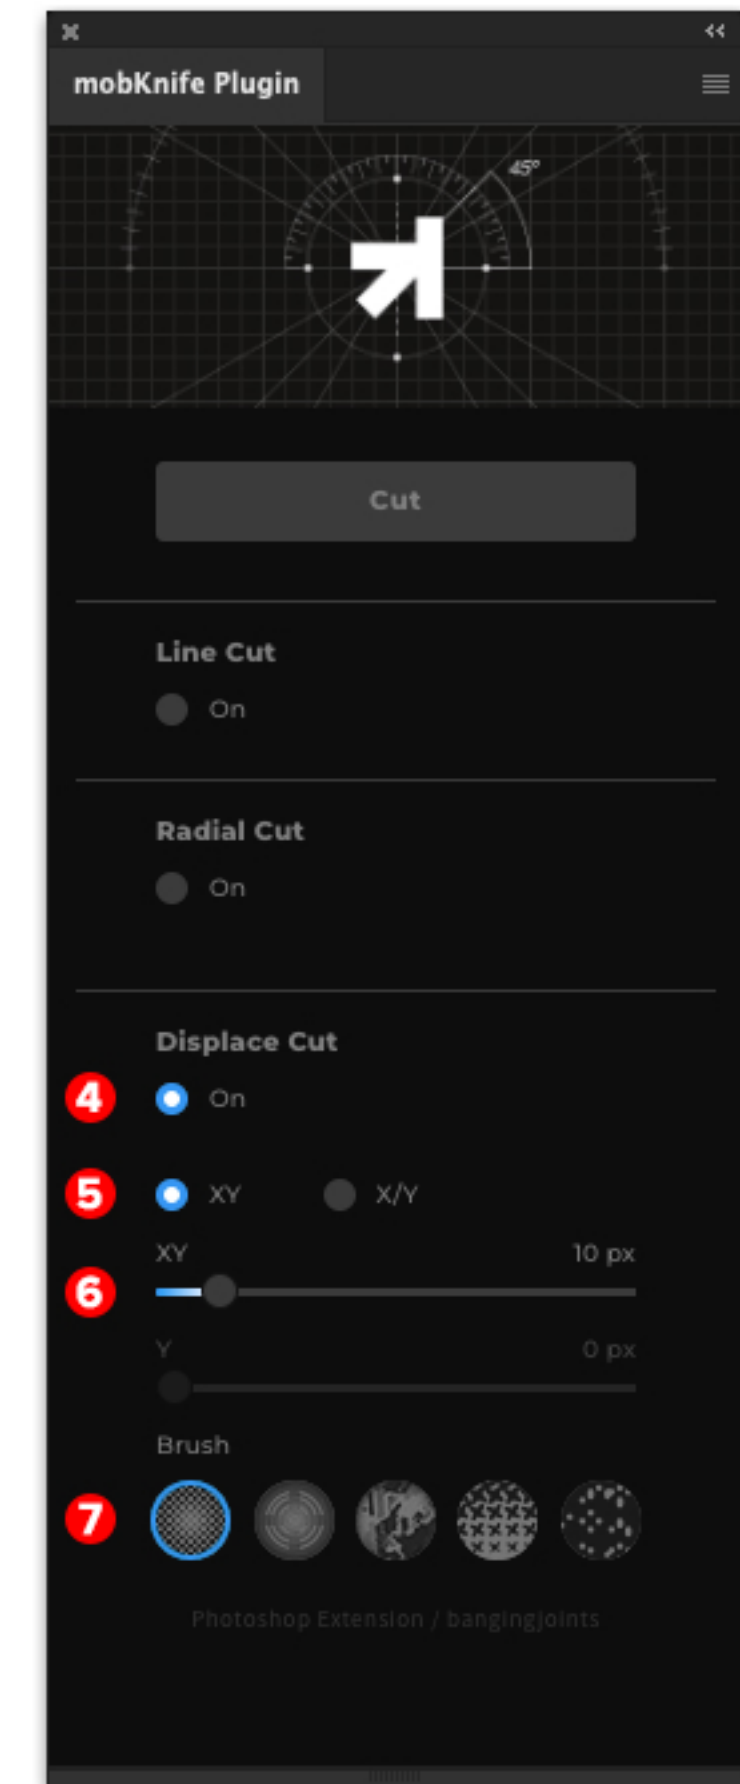 mobKnife Plugin
45°
Cut
Line Cut
On
Radial Cut
On
Displace Cut
4 On
5 XY X/Y
XY 10 px
6
Y 0 px
Brush
7
Photoshop Extension / bangingjoints